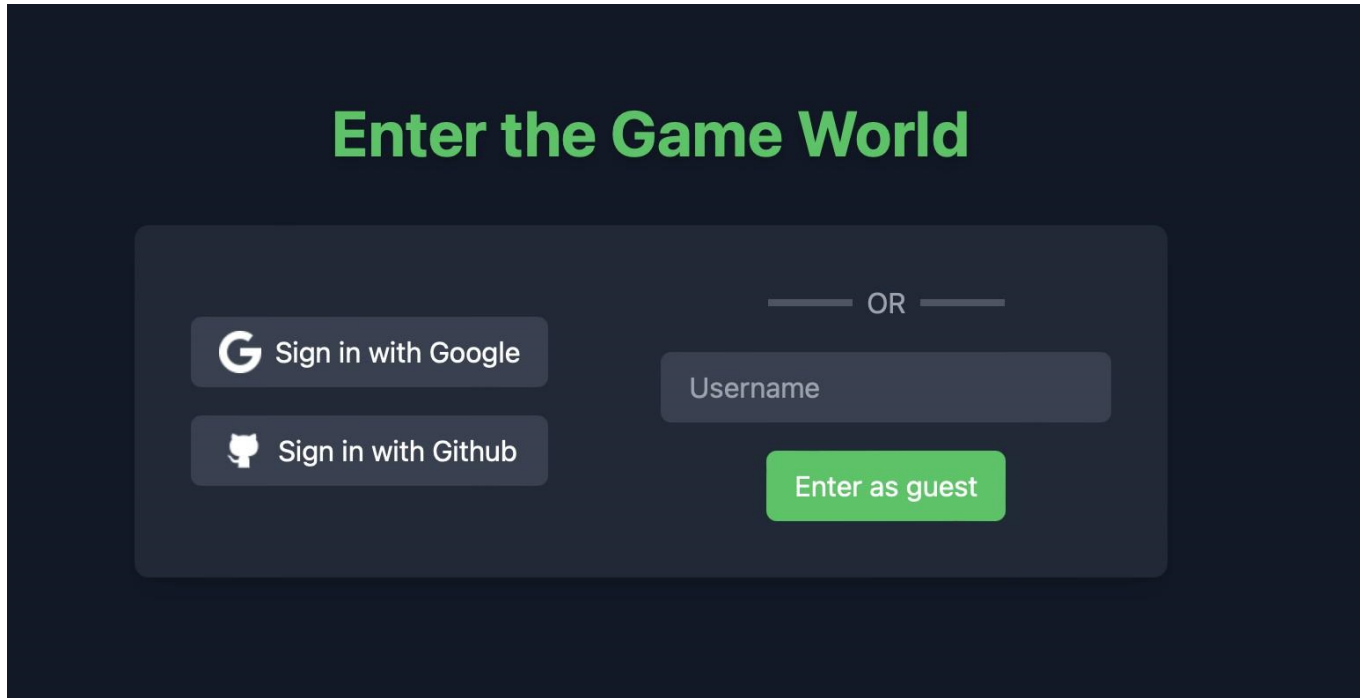 Enter the Game World
Sign in with Google
Sign in with Github
OR
Username
Enter as guest